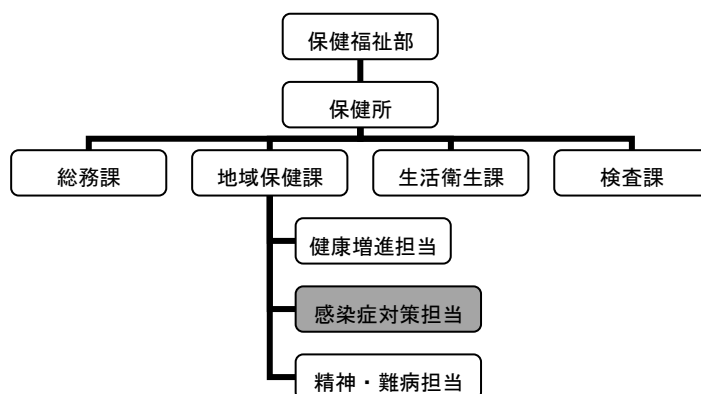 保健福祉部
保健所
総務課
地域保健課
生活衛生課
検査課
健康増進担当
感染症対策担当
精神・難病担当